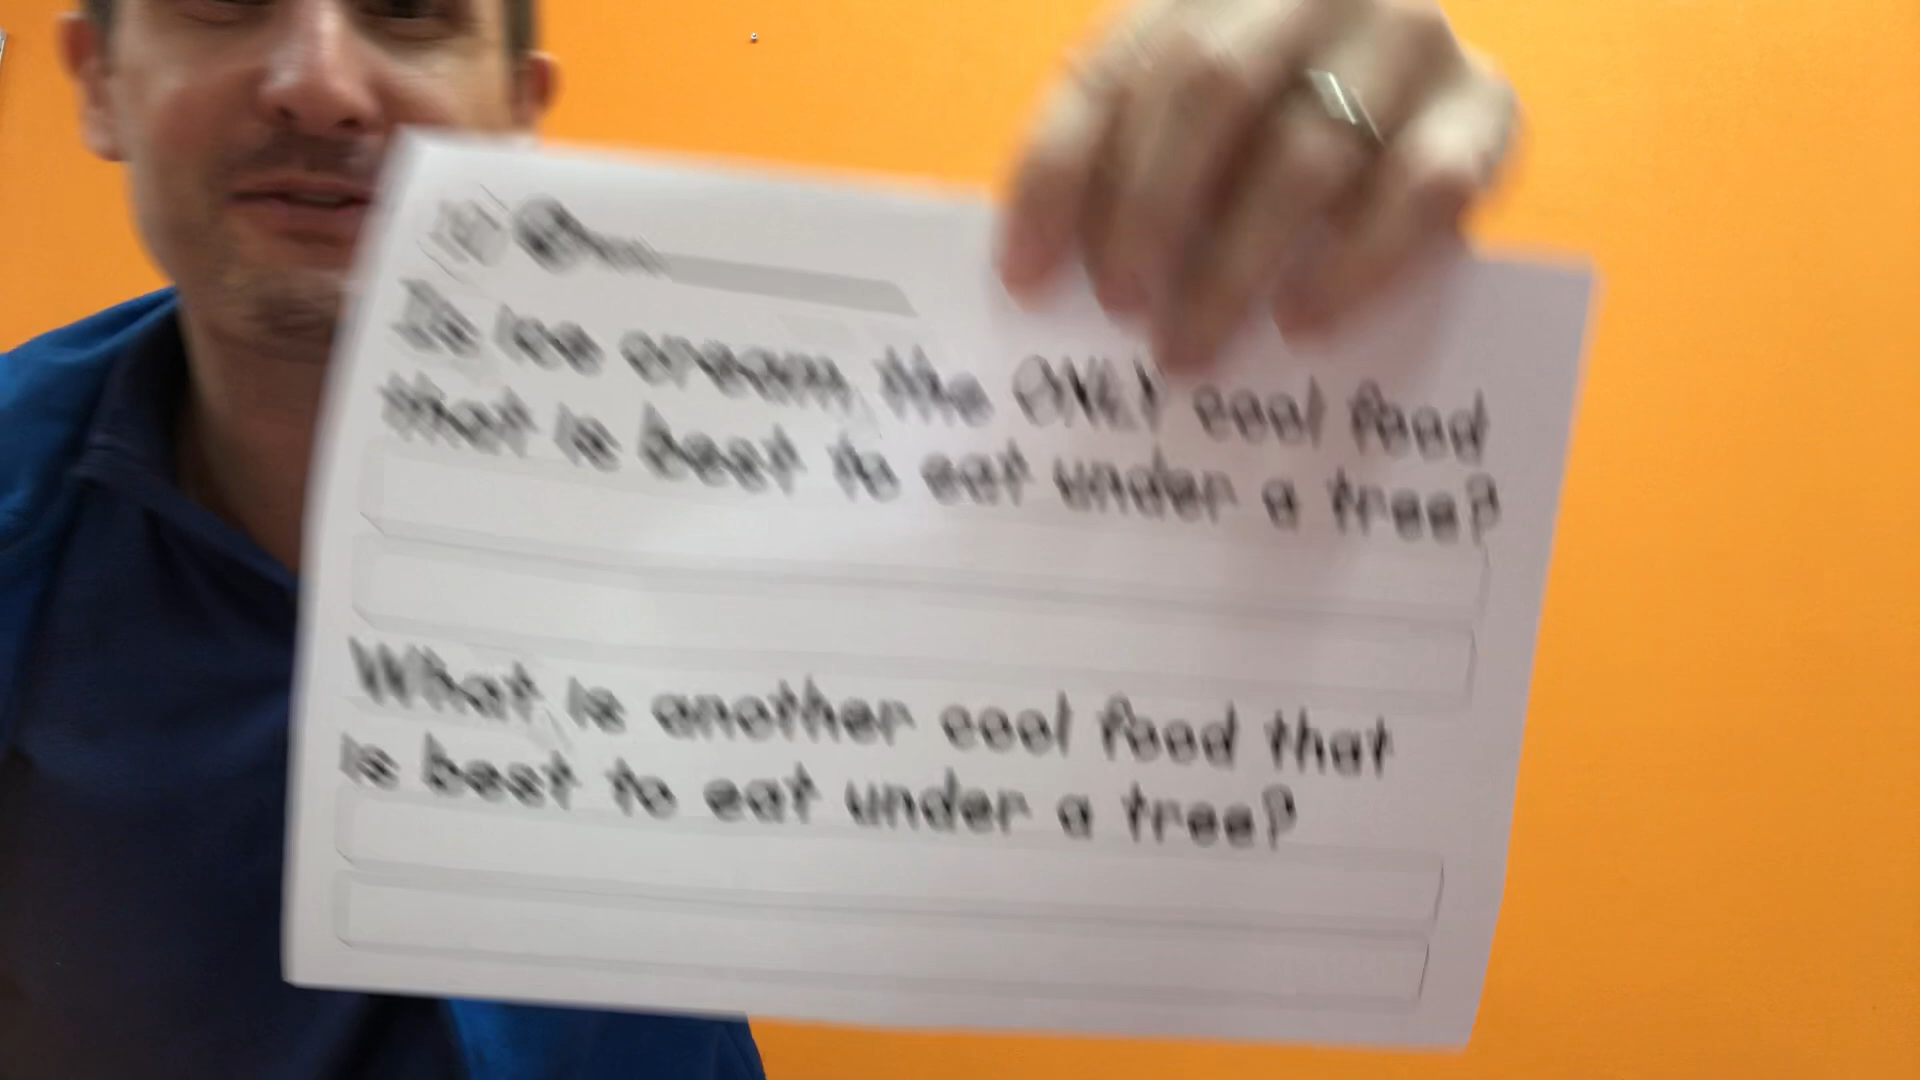 Is ice cream the ONLY cool food
that is best to eat under a tree?
What is another cool food that
is best to eat under a tree?